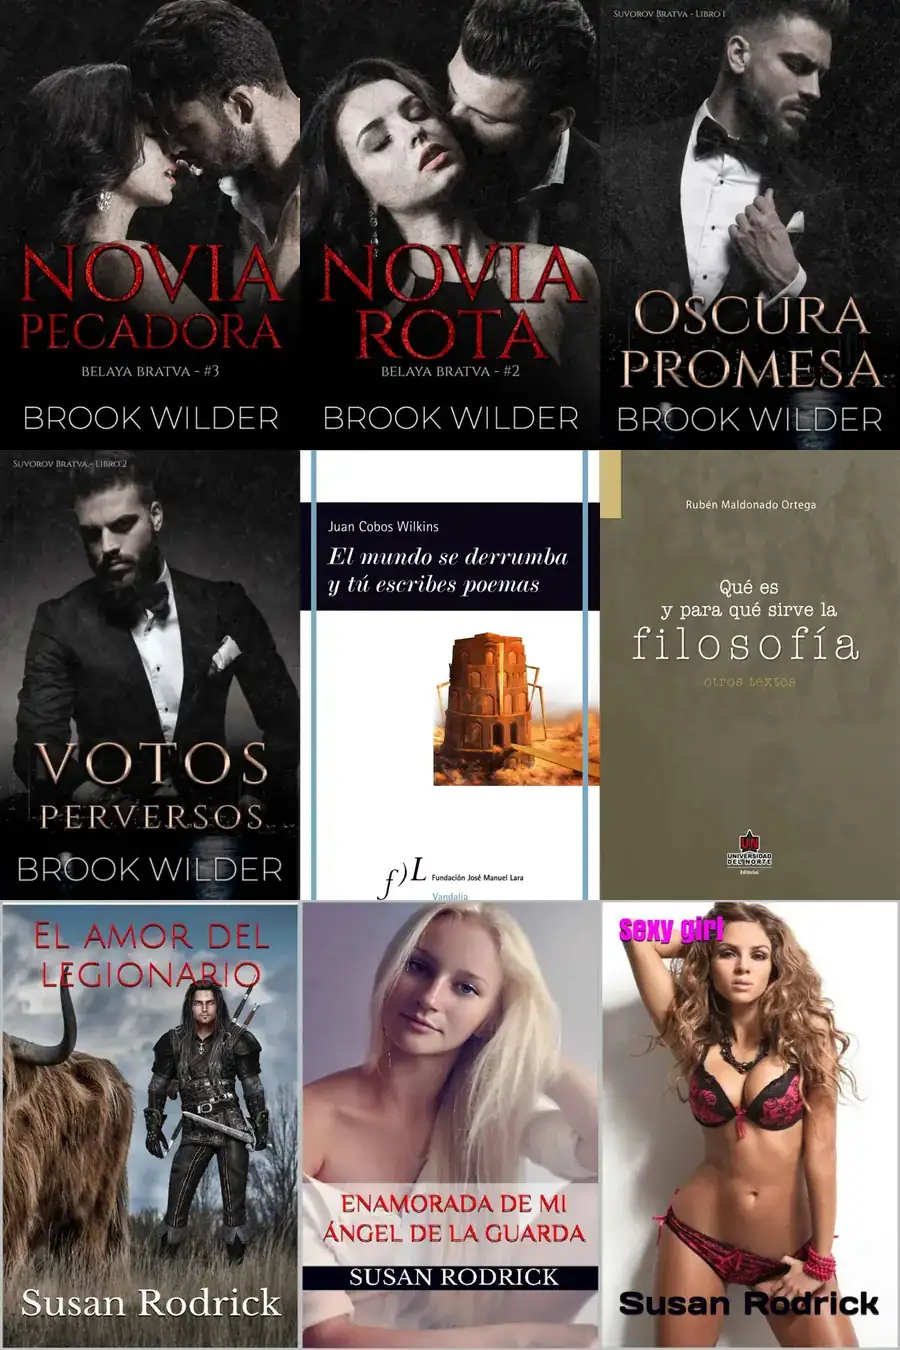 NOVIA
PECADORA
BELAYA BRATVA - #3
BROOK WILDER
NOVIA
ROTA
BELAYA BRATVA - #2
BROOK WILDER
Suvorov Bratva - Libro 1
OSCURA
PROMESA
BROOK WILDER
Suvorov Bratva - Libro 2
VOTOS
PERVERSOS
BROOK WILDER
Juan Cobos Wilkins
El mundo se derrumba
y tú escribes poemas
f)L Fundación José Manuel Lara
Vandalia
Rubén Maldonado Ortega
Qué es
y para qué sirve la
filosofía
otros textos
UN
UNIVERSIDAD
DEL NORTE
Editorial
EL AMOR DEL
LEGIONARIO
Susan Rodrick
ENAMORADA DE MI
ÁNGEL DE LA GUARDA
SUSAN RODRICK
sexy girl
Susan Rodrick